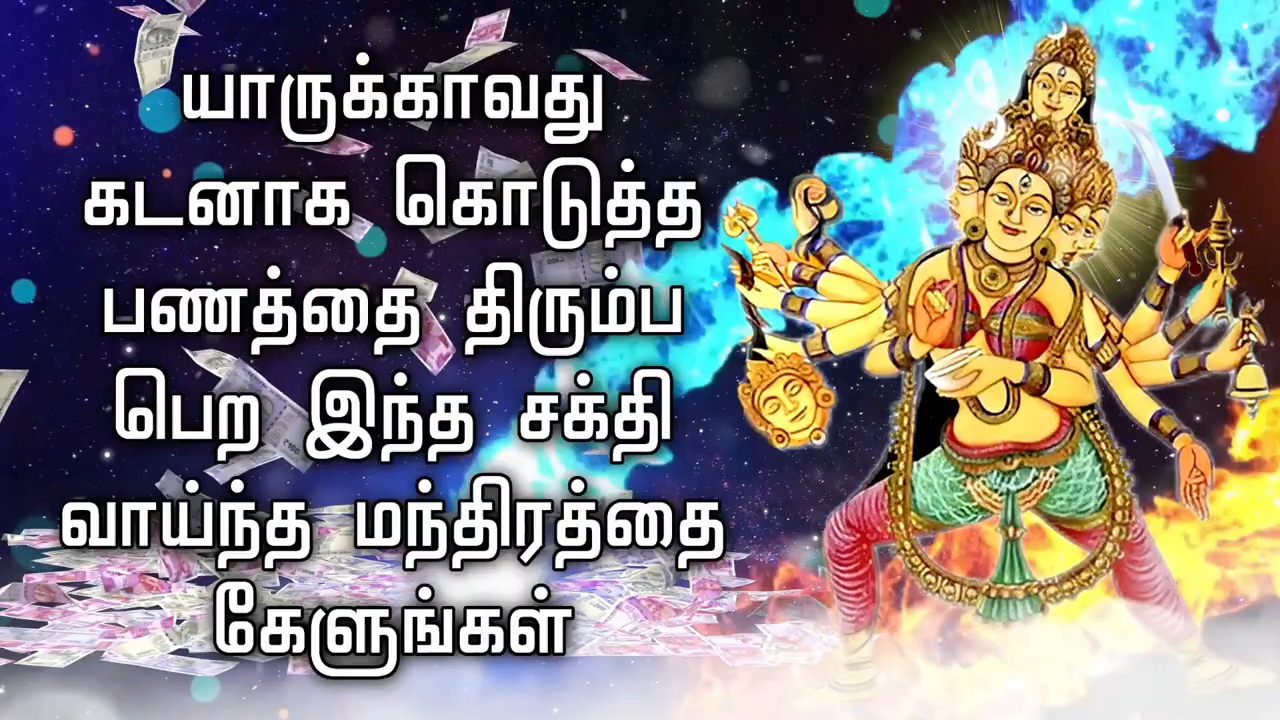 யாருக்காவது
கடனாக கொடுத்த
பணத்தை திரும்ப
பெற இந்த சக்தி
வாய்ந்த மந்திரத்தை
கேளுங்கள்